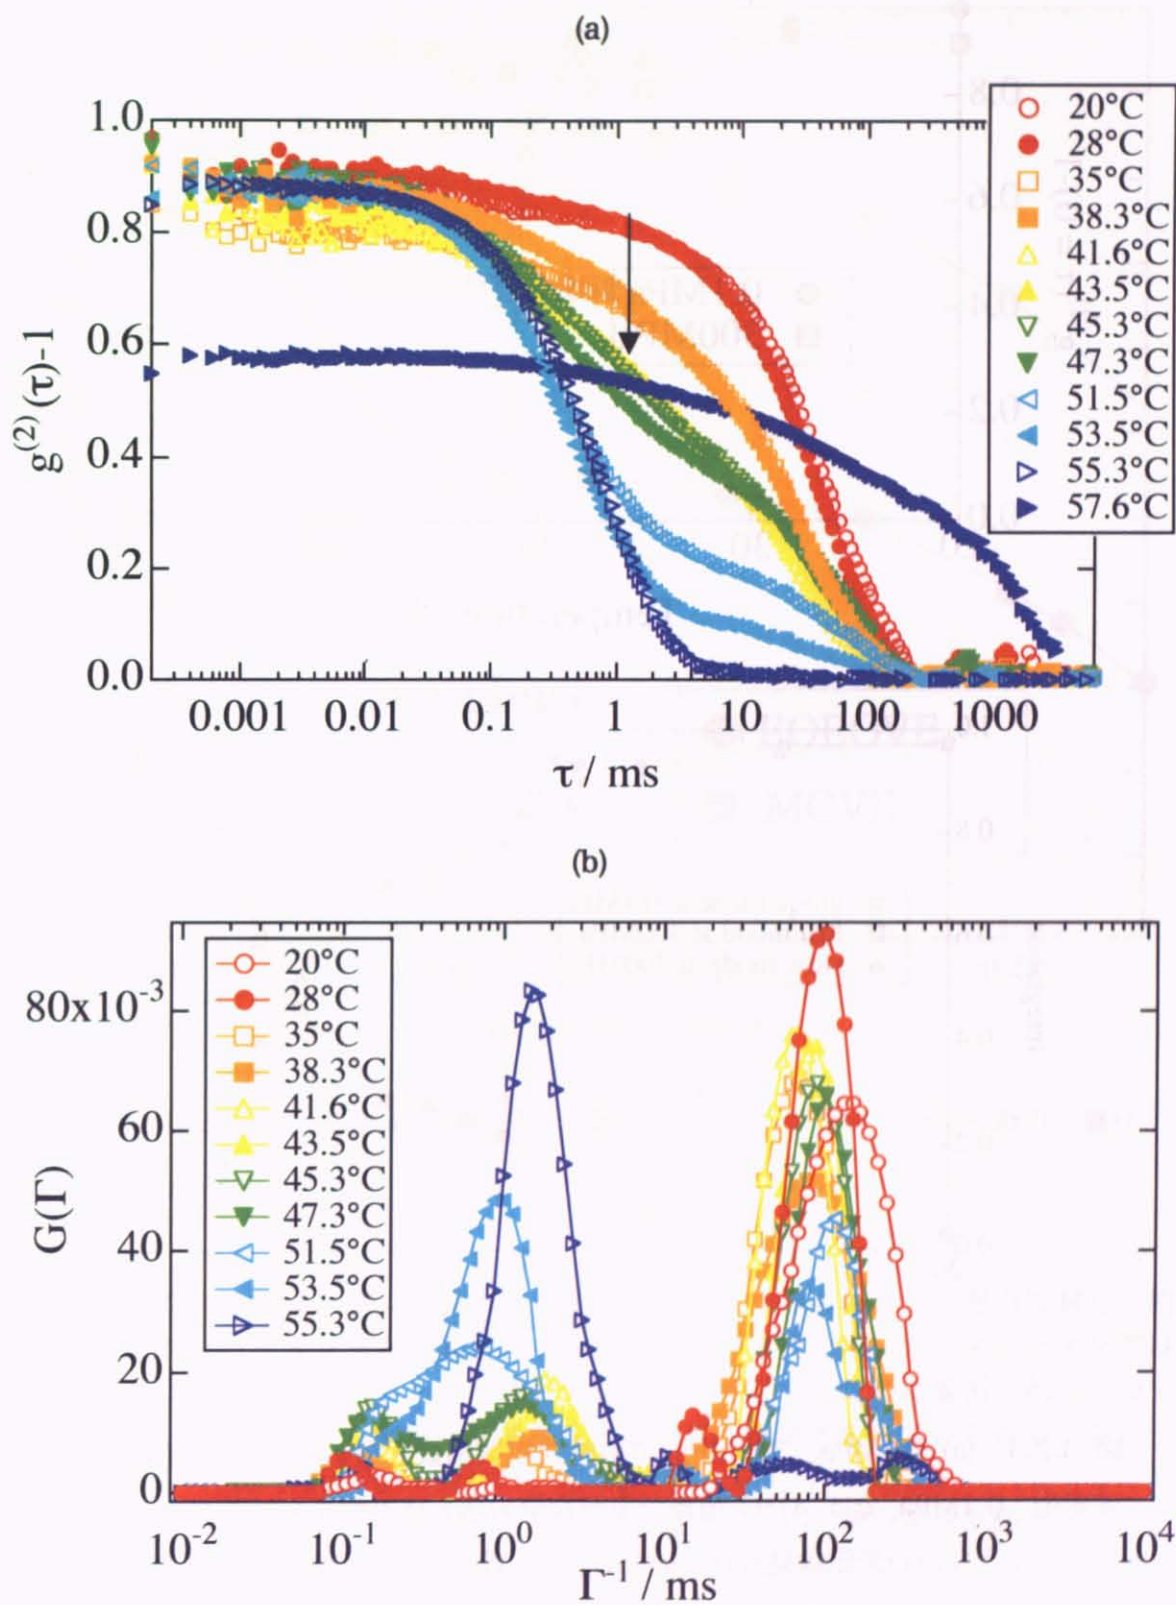 (a)
1.0
0.8
0.6
0.4
0.2
0.0
g(2)(τ)-1
0.001 0.01 0.1 1 10 100 1000
τ / ms
20°C
28°C
35°C
38.3°C
41.6°C
43.5°C
45.3°C
47.3°C
51.5°C
53.5°C
55.3°C
57.6°C
(b)
80x10-3
60
40
20
0
G(Γ)
20°C
28°C
35°C
38.3°C
41.6°C
43.5°C
45.3°C
47.3°C
51.5°C
53.5°C
55.3°C
10-2 10-1 100 101 102 103 104
Γ-1 / ms